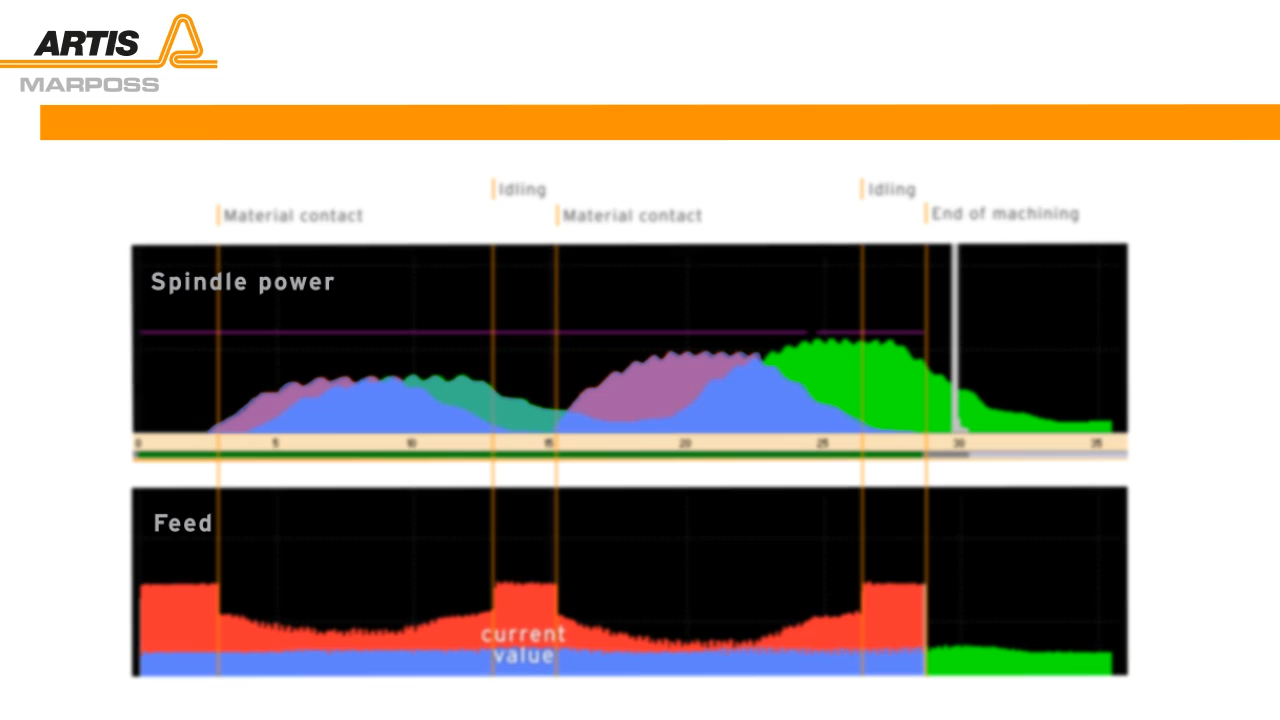 ARTIS
MARPOSS
Idling
Idling
Material contact
Material contact
End of machining
Spindle power
0 5 10 15 20 25 30 35
Feed
current
value